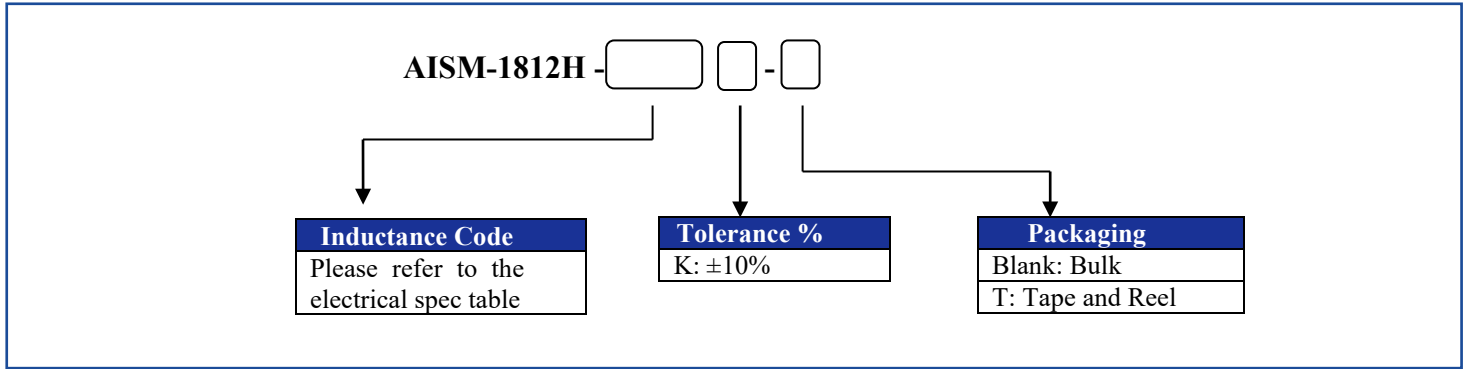 AISM-1812H - -
Inductance Code
Please refer to the
electrical spec table
Tolerance %
K: ±10%
Packaging
Blank: Bulk
T: Tape and Reel